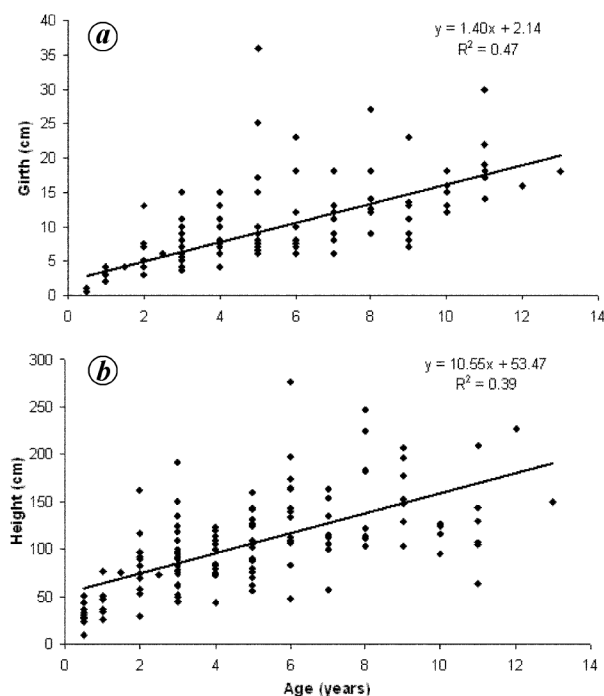 a
y = 1.40x + 2.14
R² = 0.47
Girth (cm)
40
35
30
25
20
15
10
5
0
0 2 4 6 8 10 12 14
b
y = 10.55x + 53.47
R² = 0.39
Height (cm)
300
250
200
150
100
50
0
0 2 4 6 8 10 12 14
Age (years)